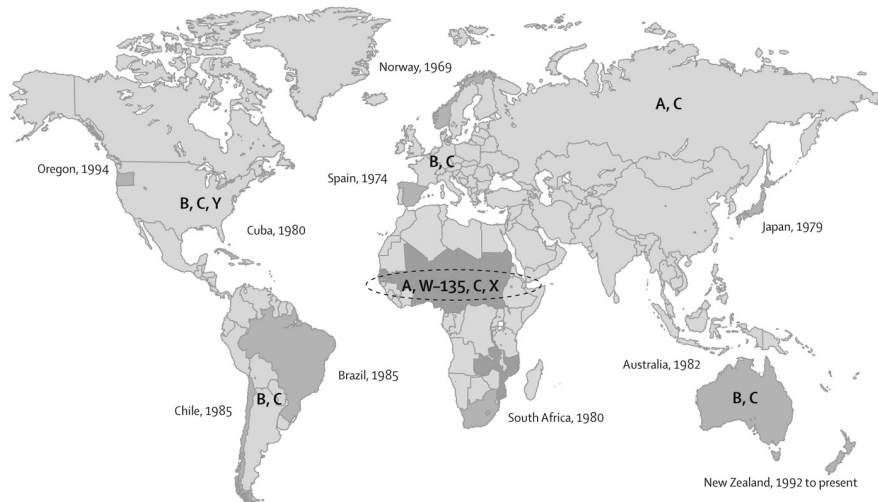 Norway, 1969
A, C
Oregon, 1994
B, C
Spain, 1974
B, C, Y
Cuba, 1980
Japan, 1979
A, W–135, C, X
Australia, 1982
Brazil, 1985
B, C
Chile, 1985
B, C
South Africa, 1980
New Zealand, 1992 to present